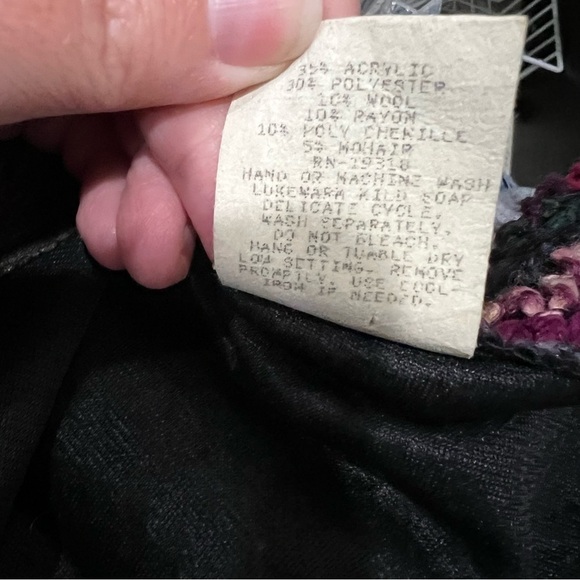 35% ACRYLIC
30% POLYESTER
10% WOOL
10% RAYON
10% POLY CHENILLE
5% MOHAIR
RN-19310
HAND OR MACHINE WASH
LUKEWARM MILD SOAP
DELICATE CYCLE.
WASH SEPARATELY.
DO NOT BLEACH.
HANG OR TUMBLE DRY
LOW SETTING. REMOVE
PROMPTLY. USE COOL
IRON IF NEEDED.